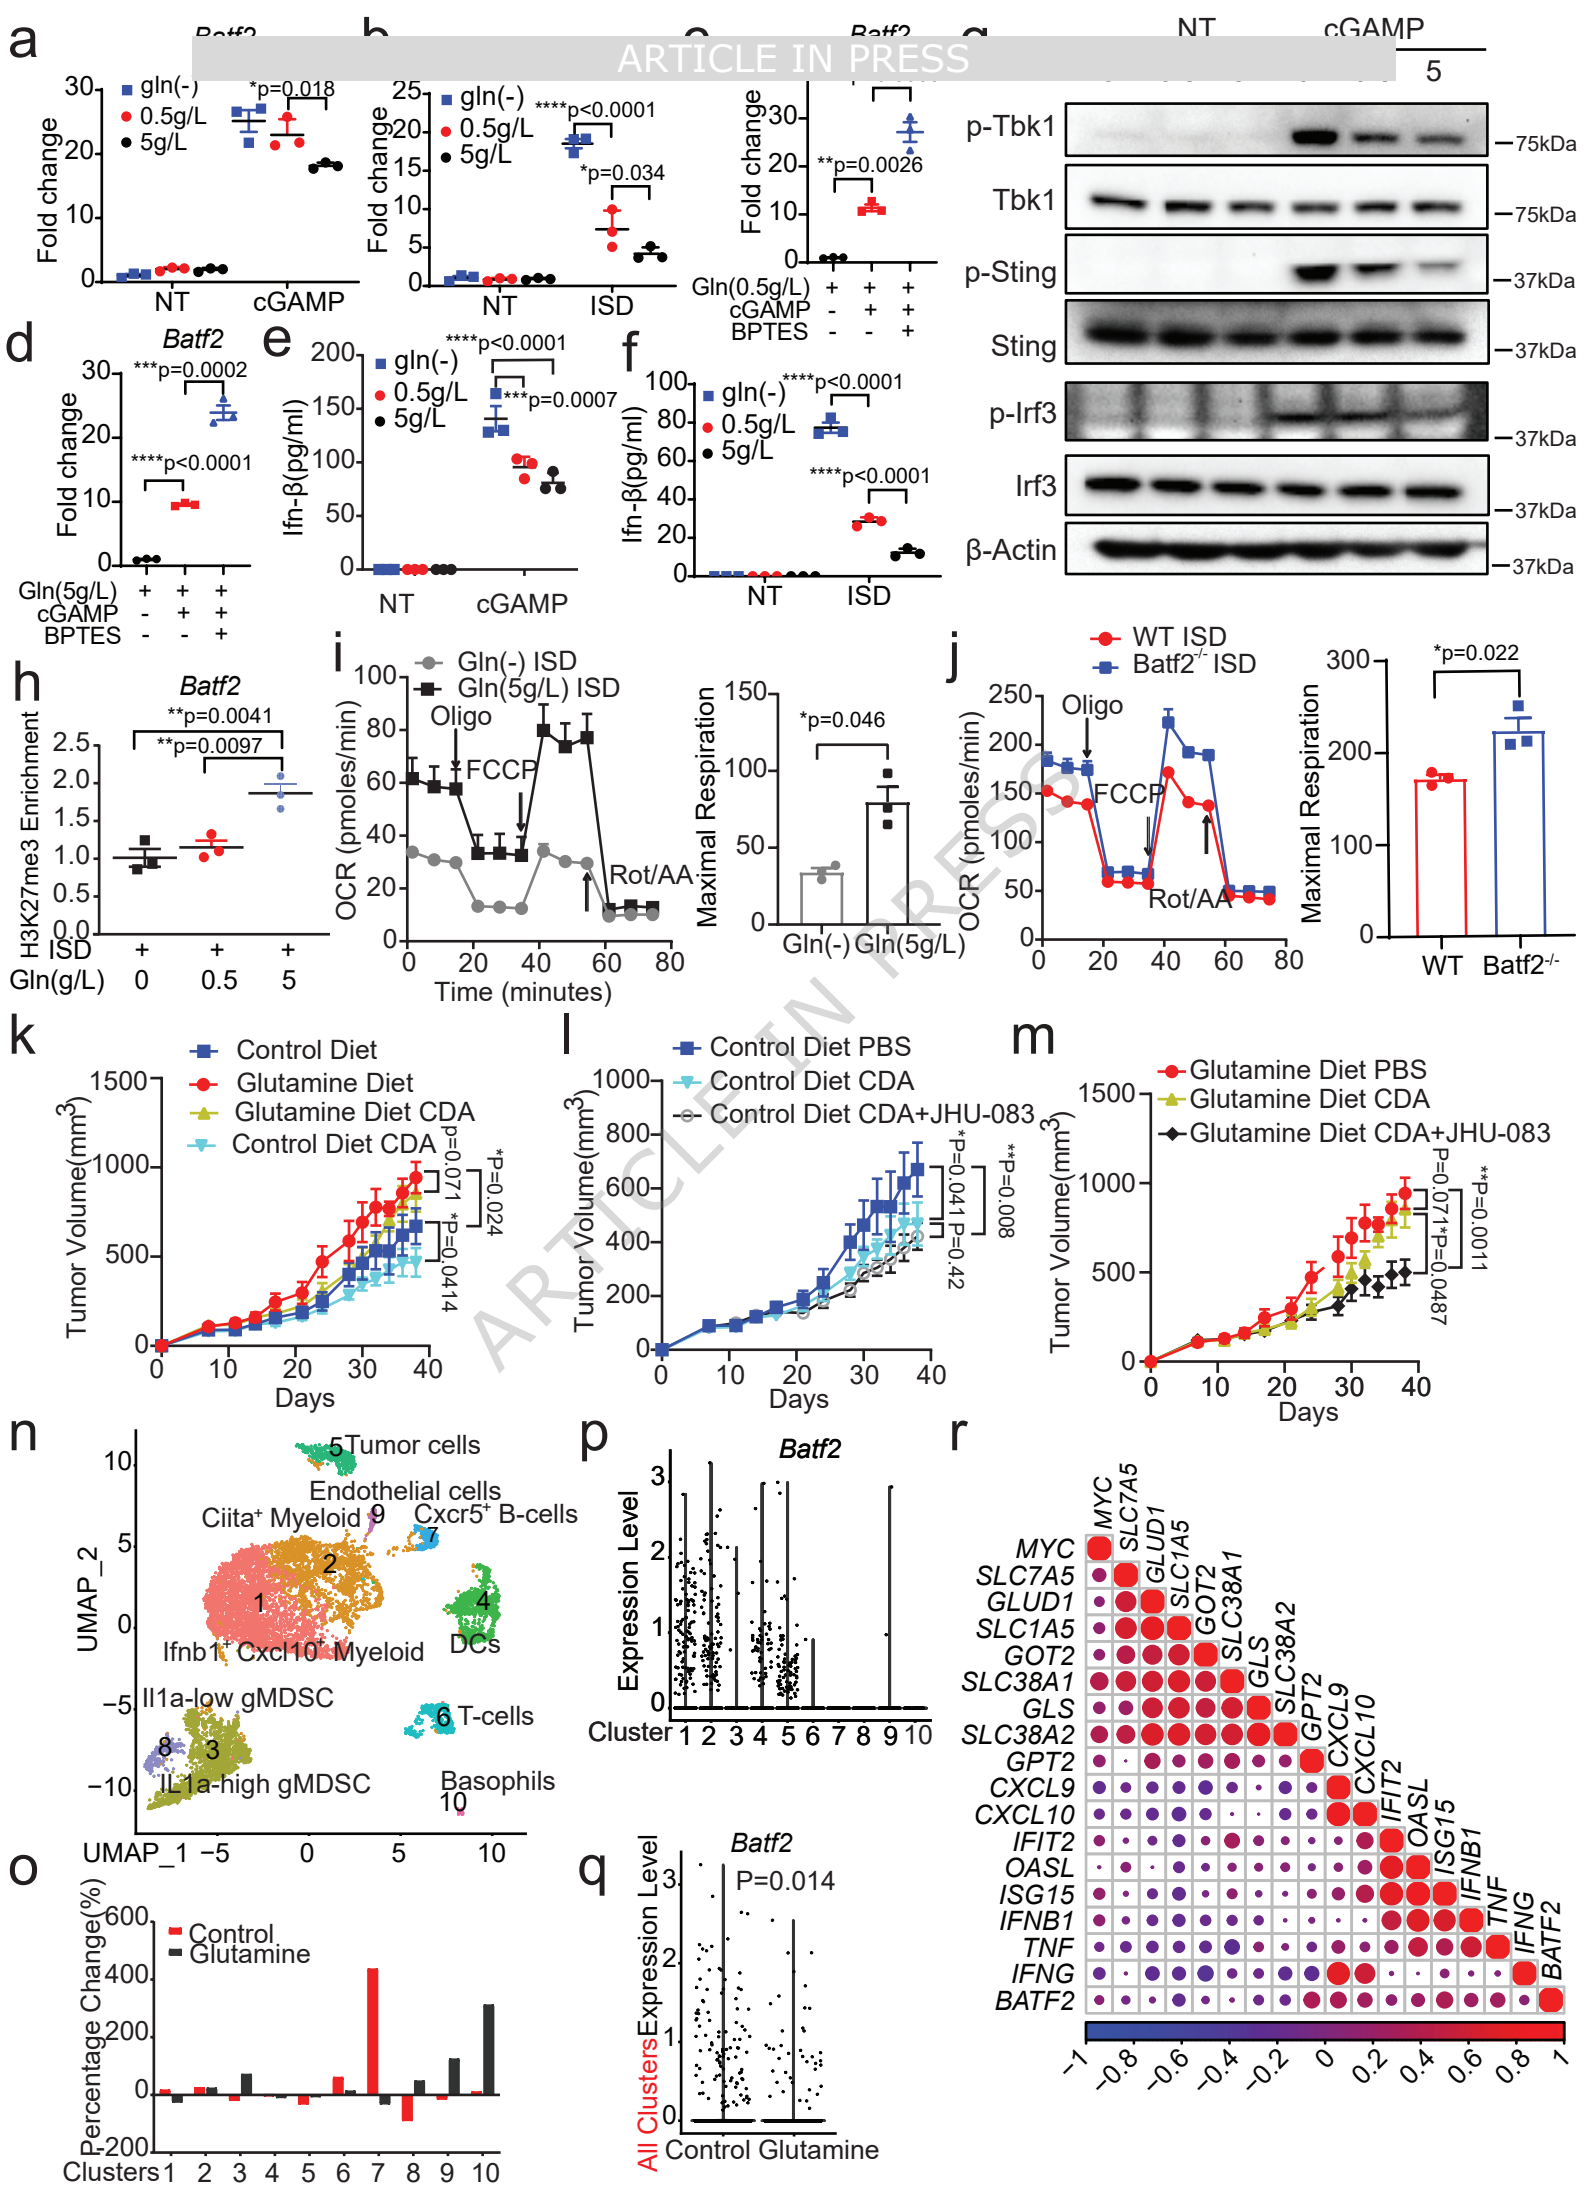 ARTICLE IN PRESS
a
Batf2
gln(-)
0.5g/L
5g/L
*p=0.018
Fold change
30
20
10
0
NT
cGAMP
b
gln(-)
0.5g/L
5g/L
****p<0.0001
*p=0.034
Fold change
25
20
15
10
5
0
NT
ISD
c
Batf2
**p=0.0026
Fold change
30
20
10
0
Gln(0.5g/L) + + +
cGAMP - + +
BPTES - - +
g
NT
cGAMP
5
p-Tbk1
75kDa
Tbk1
75kDa
p-Sting
37kDa
Sting
37kDa
p-Irf3
37kDa
Irf3
37kDa
β-Actin
37kDa
d
Batf2
***p=0.0002
****p<0.0001
Fold change
30
20
10
0
Gln(5g/L) + + +
cGAMP - + +
BPTES - - +
e
gln(-)
0.5g/L
5g/L
****p<0.0001
***p=0.0007
Ifn-β(pg/ml)
200
150
100
50
0
NT
cGAMP
f
gln(-)
0.5g/L
5g/L
****p<0.0001
****p<0.0001
Ifn-β(pg/ml)
100
80
60
40
20
0
NT
ISD
h
Batf2
**p=0.0041
**p=0.0097
H3K27me3 Enrichment
2.5
2.0
1.5
1.0
0.5
0.0
ISD + + +
Gln(g/L) 0 0.5 5
i
Gln(-) ISD
Gln(5g/L) ISD
Oligo
FCCP
Rot/AA
OCR (pmoles/min)
100
80
60
40
20
0
0 20 40 60 80
Time (minutes)
*p=0.046
Maximal Respiration
150
100
50
0
Gln(-) Gln(5g/L)
j
WT ISD
Batf2-/- ISD
Oligo
FCCP
Rot/AA
OCR (pmoles/min)
250
200
150
100
50
0
0 20 40 60 80
*p=0.022
Maximal Respiration
300
200
100
0
WT Batf2-/-
ARTICLE IN PRESS
k
Control Diet
Glutamine Diet
Glutamine Diet CDA
Control Diet CDA
p=0.071
*P=0.024
*P=0.0414
Tumor Volume(mm3)
1500
1000
500
0
0 10 20 30 40
Days
l
Control Diet PBS
Control Diet CDA
Control Diet CDA+JHU-083
*P=0.041
P=0.42
**P=0.008
Tumor Volume(mm3)
1000
800
600
400
200
0
0 10 20 30 40
Days
m
Glutamine Diet PBS
Glutamine Diet CDA
Glutamine Diet CDA+JHU-083
P=0.071
*P=0.0487
**P=0.0011
Tumor Volume(mm3)
1500
1000
500
0
0 10 20 30 40
Days
n
5 Tumor cells
Endothelial cells
Ciita+ Myeloid 9 Cxcr5+ B-cells
7
2
1
4
Ifnb1+ Cxcl10+ Myeloid
DCs
Il1a-low gMDSC
6 T-cells
8
3
IL1a-high gMDSC
Basophils
10
UMAP_2
10
5
0
−5
−10
UMAP_1 −5 0 5 10
o
Control
Glutamine
Percentage Change(%)
600
400
200
0
-200
Clusters 1 2 3 4 5 6 7 8 9 10
p
Batf2
Expression Level
3
2
1
0
Cluster 1 2 3 4 5 6 7 8 9 10
q
Batf2
P=0.014
All Clusters Expression Level
3
2
1
0
Control Glutamine
r
MYC
SLC7A5
GLUD1
SLC1A5
GOT2
SLC38A1
GLS
SLC38A2
GPT2
CXCL9
CXCL10
IFIT2
OASL
ISG15
IFNB1
TNF
IFNG
BATF2
MYC
SLC7A5
GLUD1
SLC1A5
GOT2
SLC38A1
GLS
SLC38A2
GPT2
CXCL9
CXCL10
IFIT2
OASL
ISG15
IFNB1
TNF
IFNG
BATF2
−1 −0.8 −0.6 −0.4 −0.2 0 0.2 0.4 0.6 0.8 1